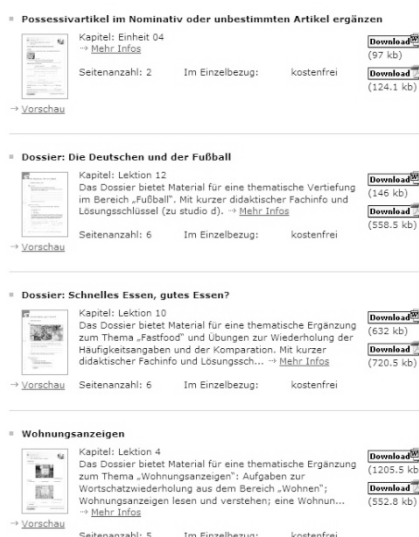 Possessivartikel im Nominativ oder unbestimmten Artikel ergänzen
Kapitel: Einheit 04
→ Mehr Infos
Seitenanzahl: 2 Im Einzelbezug: kostenfrei
→ Vorschau
Download
(97 kb)
Download
(124.1 kb)
Dossier: Die Deutschen und der Fußball
Kapitel: Lektion 12
Das Dossier bietet Material für eine thematische Vertiefung
im Bereich „Fußball". Mit kurzer didaktischer Fachinfo und
Lösungsschlüssel (zu studio d). → Mehr Infos
Seitenanzahl: 6 Im Einzelbezug: kostenfrei
→ Vorschau
Download
(146 kb)
Download
(558.5 kb)
Dossier: Schnelles Essen, gutes Essen?
Kapitel: Lektion 10
Das Dossier bietet Material für eine thematische Ergänzung
zum Thema „Fastfood" und Übungen zur Wiederholung der
Häufigkeitsangaben und der Komparation. Mit kurzer
didaktischer Fachinfo und Lösungssch... → Mehr Infos
→ Vorschau Seitenanzahl: 6 Im Einzelbezug: kostenfrei
Download
(632 kb)
Download
(720.5 kb)
Wohnungsanzeigen
Kapitel: Lektion 4
Das Dossier bietet Material für eine thematische Ergänzung
zum Thema „Wohnungsanzeigen": Aufgaben zur
Wortschatzwiederholung aus dem Bereich „Wohnen";
Wohnungsanzeigen lesen und verstehen; eine Wohnun...
→ Mehr Infos
→ Vorschau
Seitenanzahl: 5 Im Einzelbezug: kostenfrei
Download
(1205.5 kb
Download
(552.8 kb)